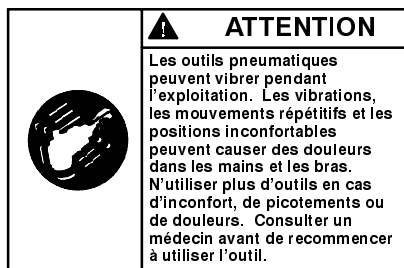 ATTENTION
Les outils pneumatiques
peuvent vibrer pendant
l'exploitation. Les vibrations,
les mouvements répétitifs et les
positions inconfortables
peuvent causer des douleurs
dans les mains et les bras.
N'utiliser plus d'outils en cas
d'inconfort, de picotements ou
de douleurs. Consulter un
médecin avant de recommencer
à utiliser l'outil.